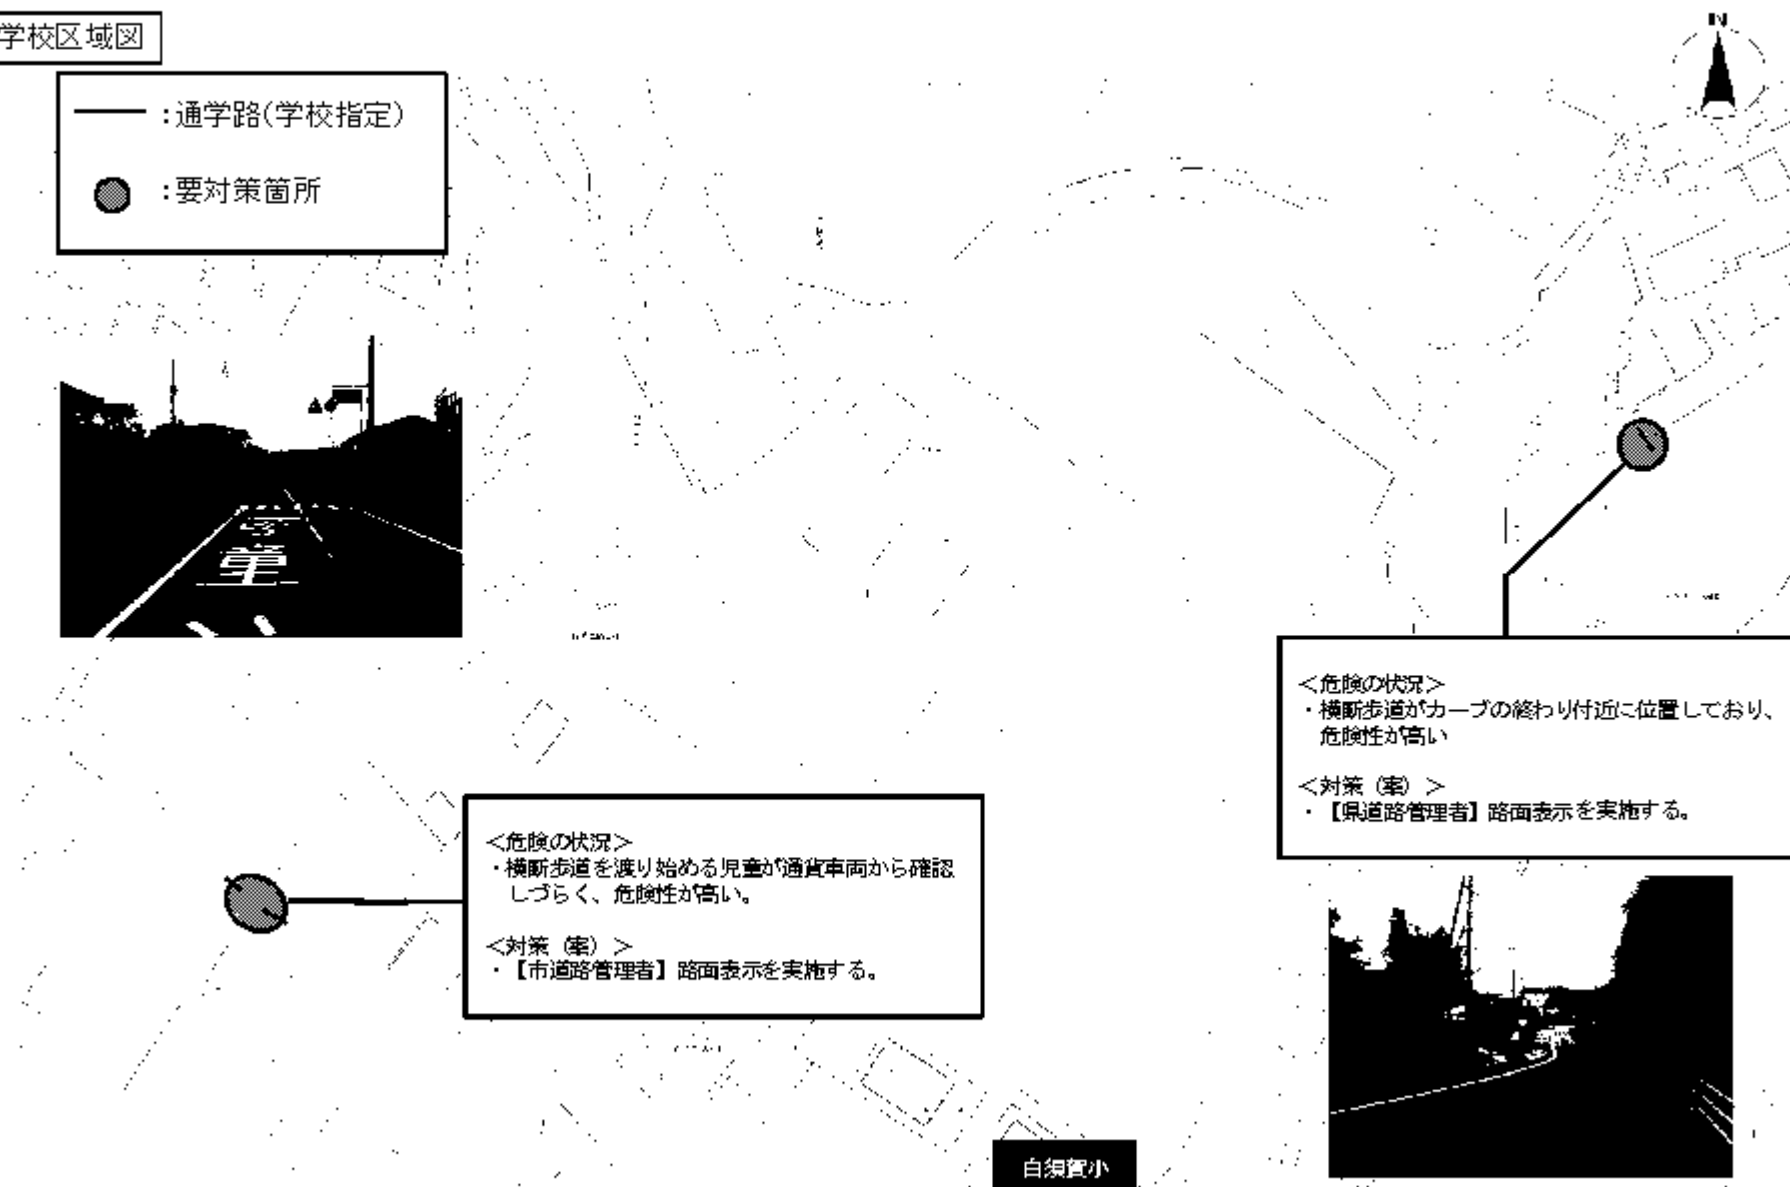 学校区域図
N
：通学路(学校指定)
：要対策箇所
＜危険の状況＞
・横断歩道がカーブの終わり付近に位置しており、
危険性が高い
＜対策（案）＞
・【県道路管理者】路面表示を実施する。
＜危険の状況＞
・横断歩道を渡り始める児童が通貨車両から確認
しづらく、危険性が高い。
＜対策（案）＞
・【市道路管理者】路面表示を実施する。
白須賀小